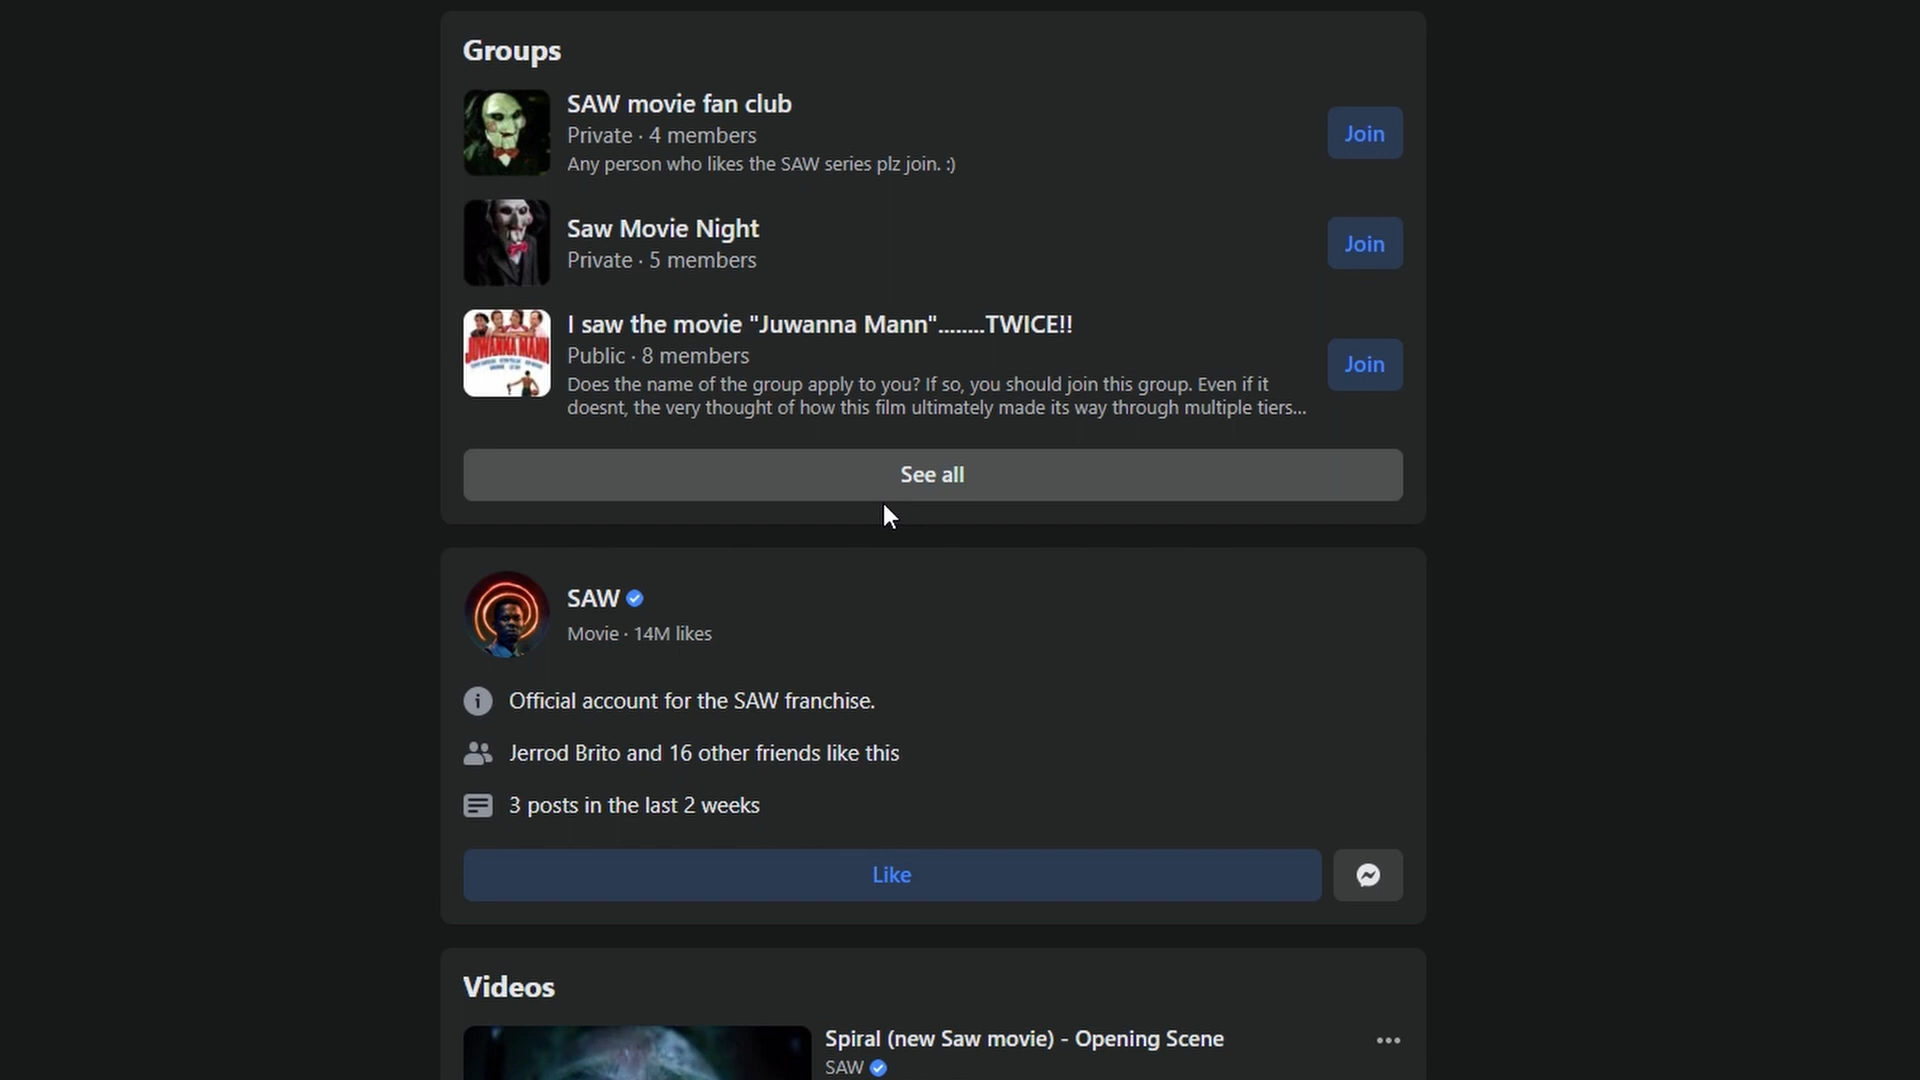 Groups
SAW movie fan club
Private · 4 members
Any person who likes the SAW series plz join. :)
Join
Saw Movie Night
Private · 5 members
Join
JUWANNA MANN
I saw the movie "Juwanna Mann"........TWICE!!
Public · 8 members
Does the name of the group apply to you? If so, you should join this group. Even if it
doesnt, the very thought of how this film ultimately made its way through multiple tiers...
Join
See all
SAW
Movie · 14M likes
Official account for the SAW franchise.
Jerrod Brito and 16 other friends like this
3 posts in the last 2 weeks
Like
Videos
Spiral (new Saw movie) - Opening Scene
SAW